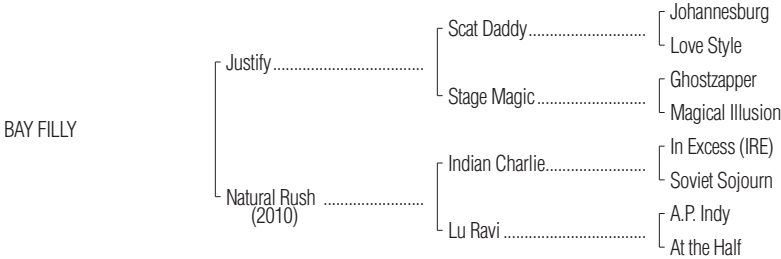 Johannesburg
Scat Daddy
Love Style
Justify
Ghostzapper
Stage Magic
Magical Illusion
BAY FILLY
In Excess (IRE)
Indian Charlie
Soviet Sojourn
Natural Rush
(2010)
A.P. Indy
Lu Ravi
At the Half